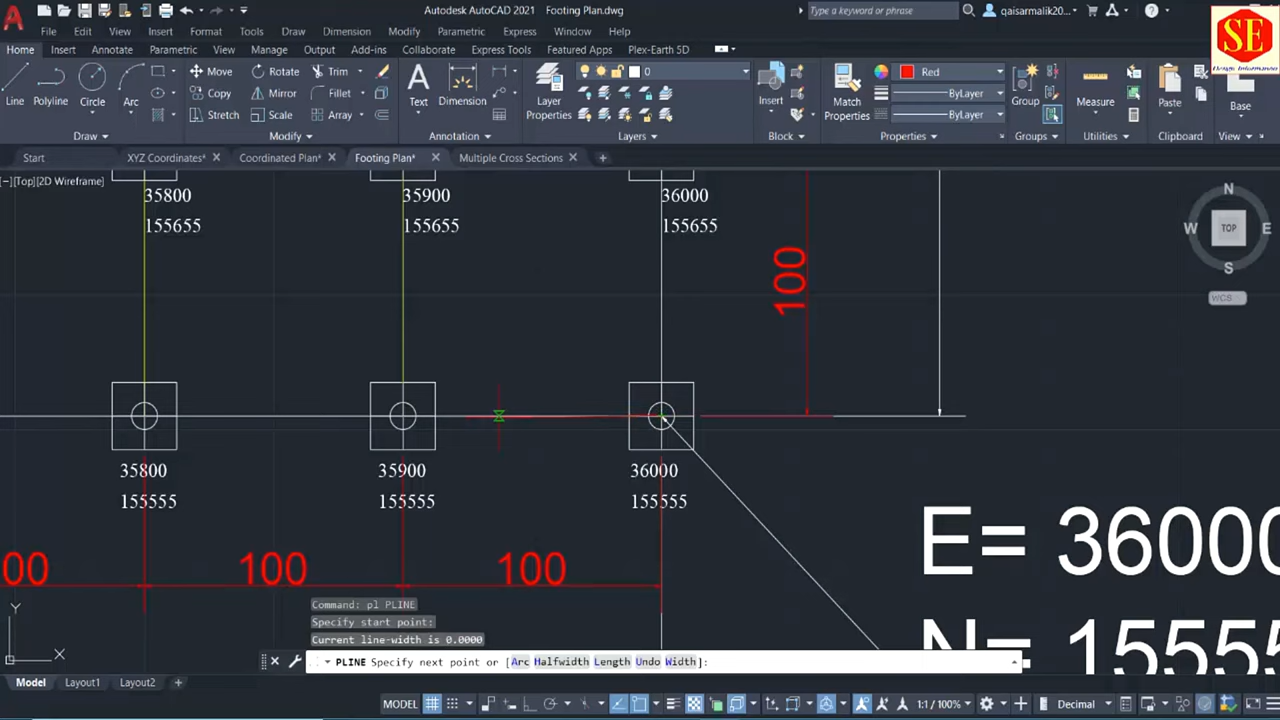 Autodesk AutoCAD 2021 Footing Plan.dwg
Type a keyword or phrase
qaisarmalik20...
SE
Design Information
File Edit View Insert Format Tools Draw Dimension Modify Parametric Express Window Help
Home Insert Annotate Parametric View Manage Output Add-ins Collaborate Express Tools Featured Apps Plex-Earth 5D
Line Polyline Circle Arc
Move Rotate Trim
Copy Mirror Fillet
Stretch Scale Array
Text Dimension
Layer Properties
0
Insert
Match Properties
Red
ByLayer
ByLayer
Group
Measure
Paste
Base
Draw Modify Annotation Layers Block Properties Groups Utilities Clipboard View
Start XYZ Coordinates* Coordinated Plan* Footing Plan* Multiple Cross Sections
[−][Top][2D Wireframe]
N
W TOP E
S
WCS
35800 35900 36000
155655 155655 155655
100
35800 35900 36000
155555 155555 155555
00 100 100
E= 36000
N= 15555
Y
X
Command: pl PLINE
Specify start point:
Current line-width is 0.0000
PLINE Specify next point or [Arc Halfwidth Length Undo Width]:
Model Layout1 Layout2
MODEL 1:1 / 100% Decimal